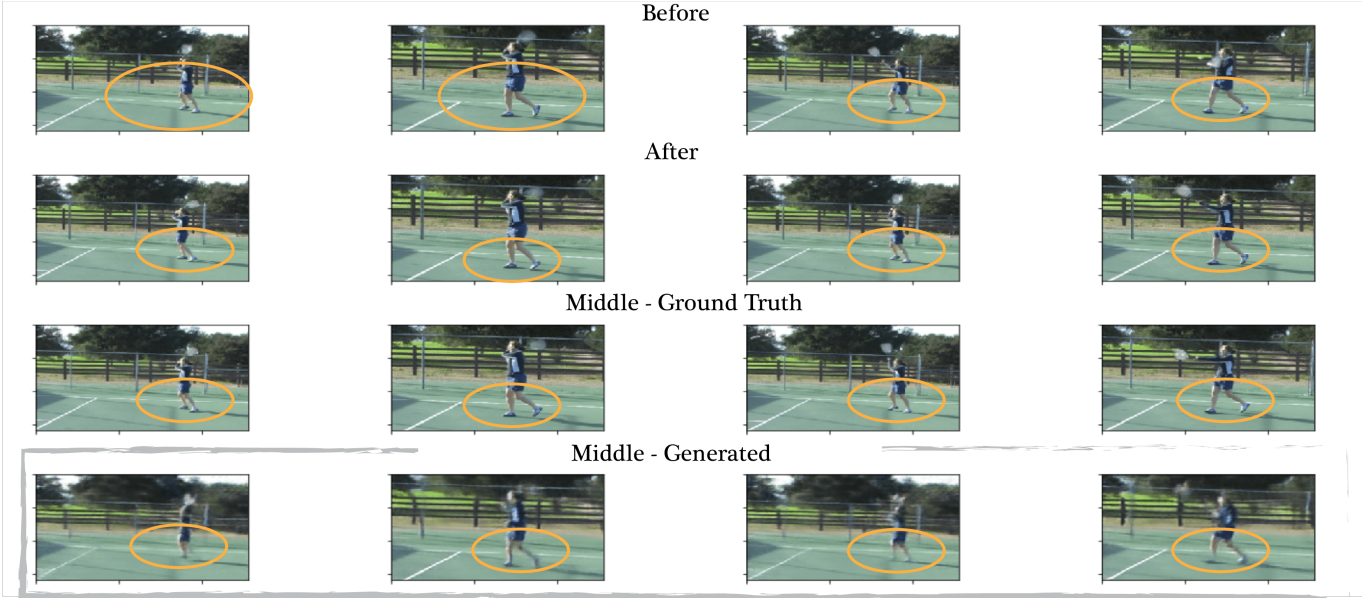 Before
After
Middle - Ground Truth
Middle - Generated